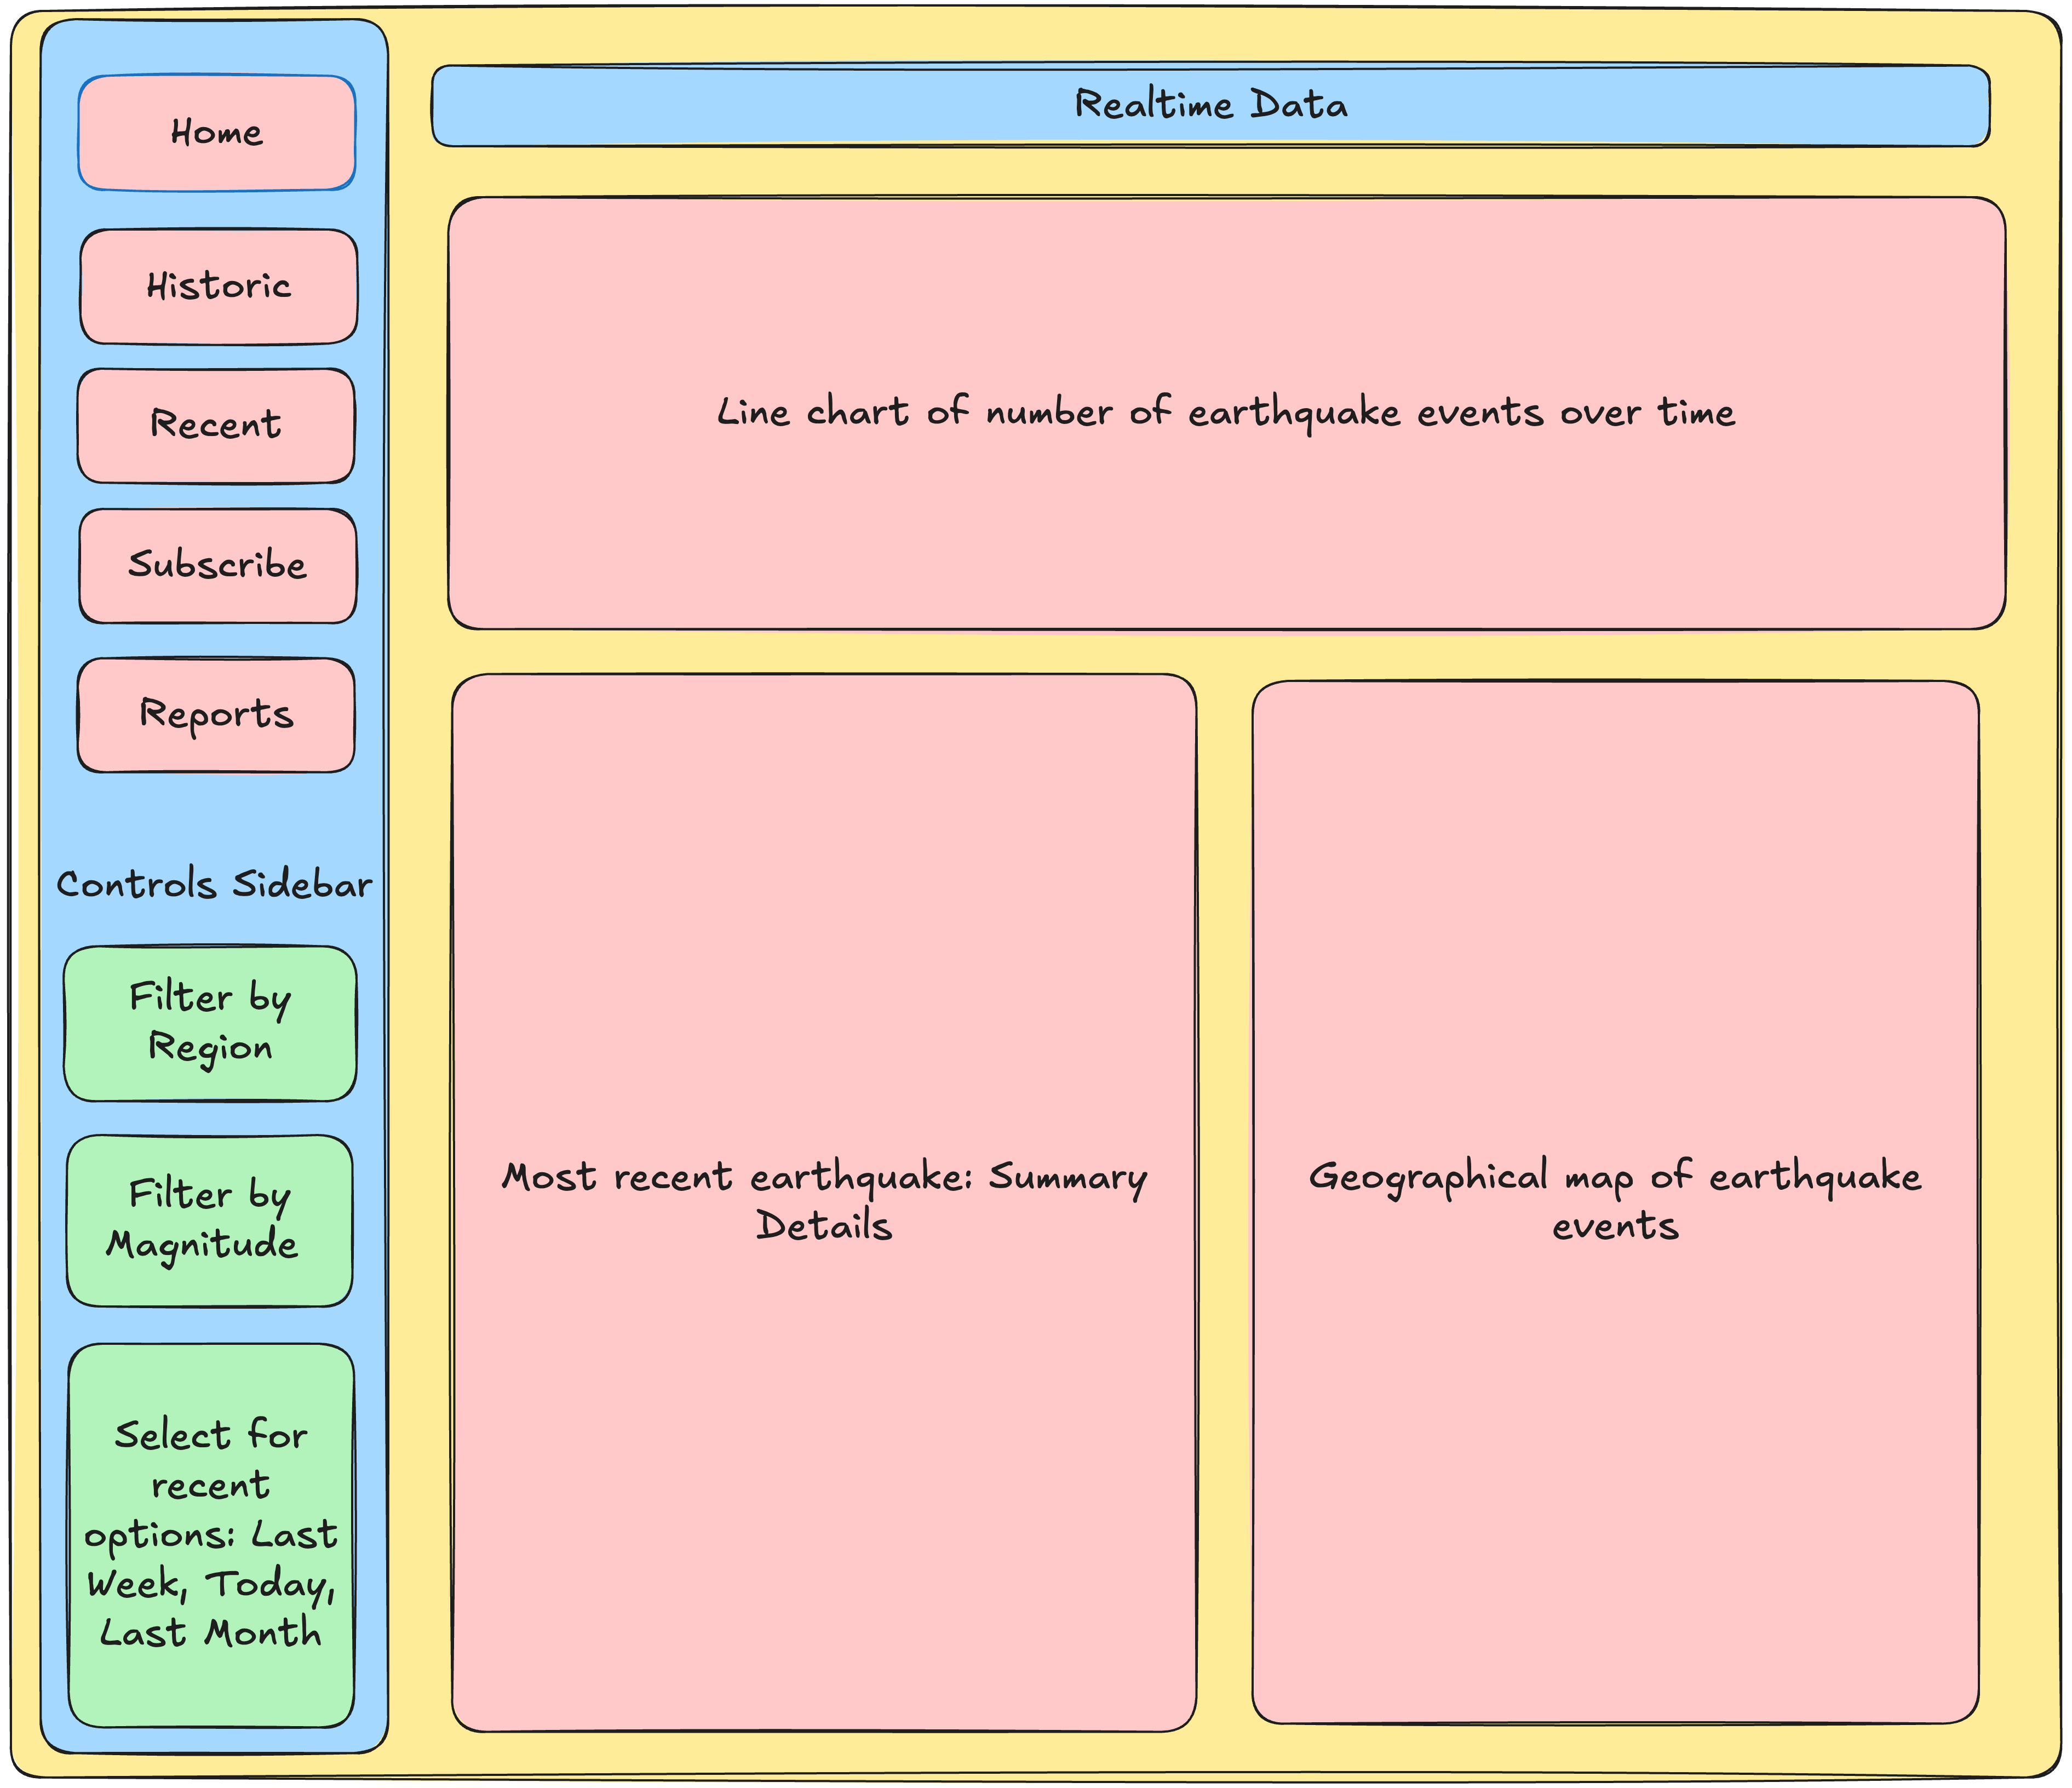 Home
Historic
Recent
Subscribe
Reports
Controls Sidebar
Filter by
Region
Filter by
Magnitude
Select for
recent
options: Last
Week, Today,
Last Month
Realtime Data
Line chart of number of earthquake events over time
Most recent earthquake: Summary
Details
Geographical map of earthquake
events